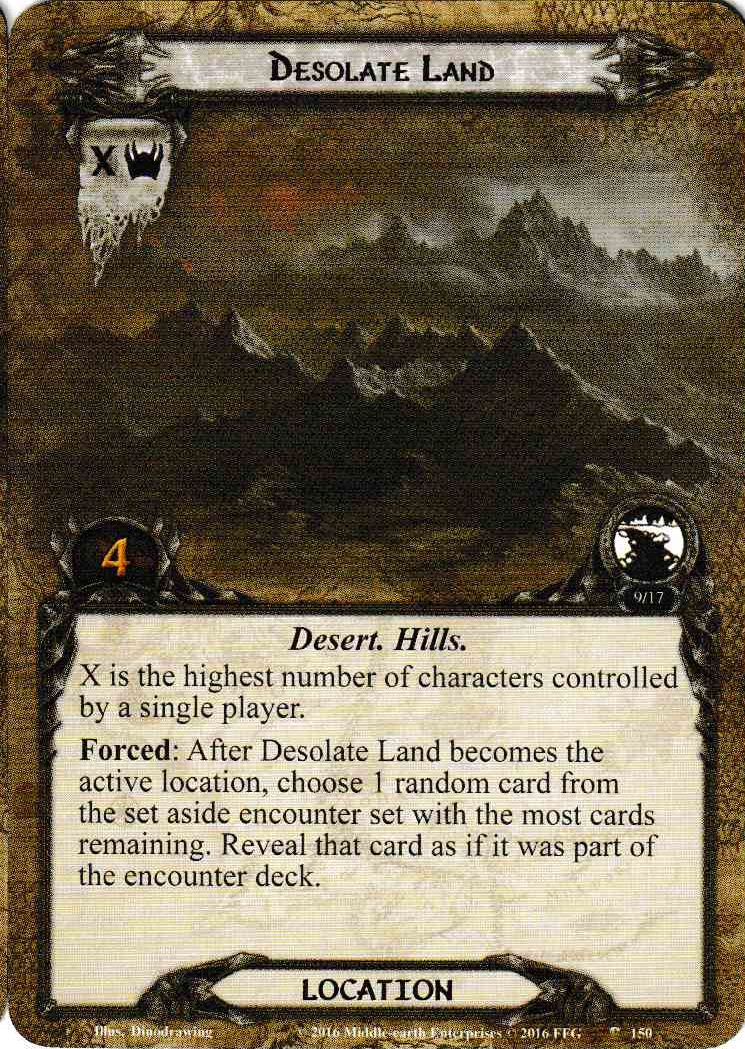 DESOLATE LAND
X
4
9/17
Desert. Hills.
X is the highest number of characters controlled
by a single player.
Forced: After Desolate Land becomes the
active location, choose 1 random card from
the set aside encounter set with the most cards
remaining. Reveal that card as if it was part of
the encounter deck.
LOCATION
Illus. Dinodrawing © 2016 Middle-earth Enterprises © 2016 FFG 150